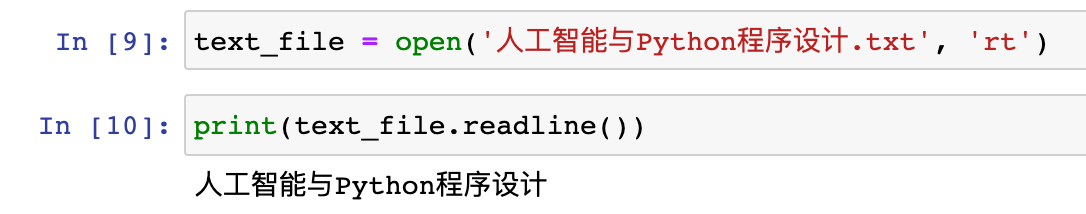 In [9]: text_file = open('人工智能与Python程序设计.txt', 'rt')
In [10]: print(text_file.readline())
人工智能与Python程序设计